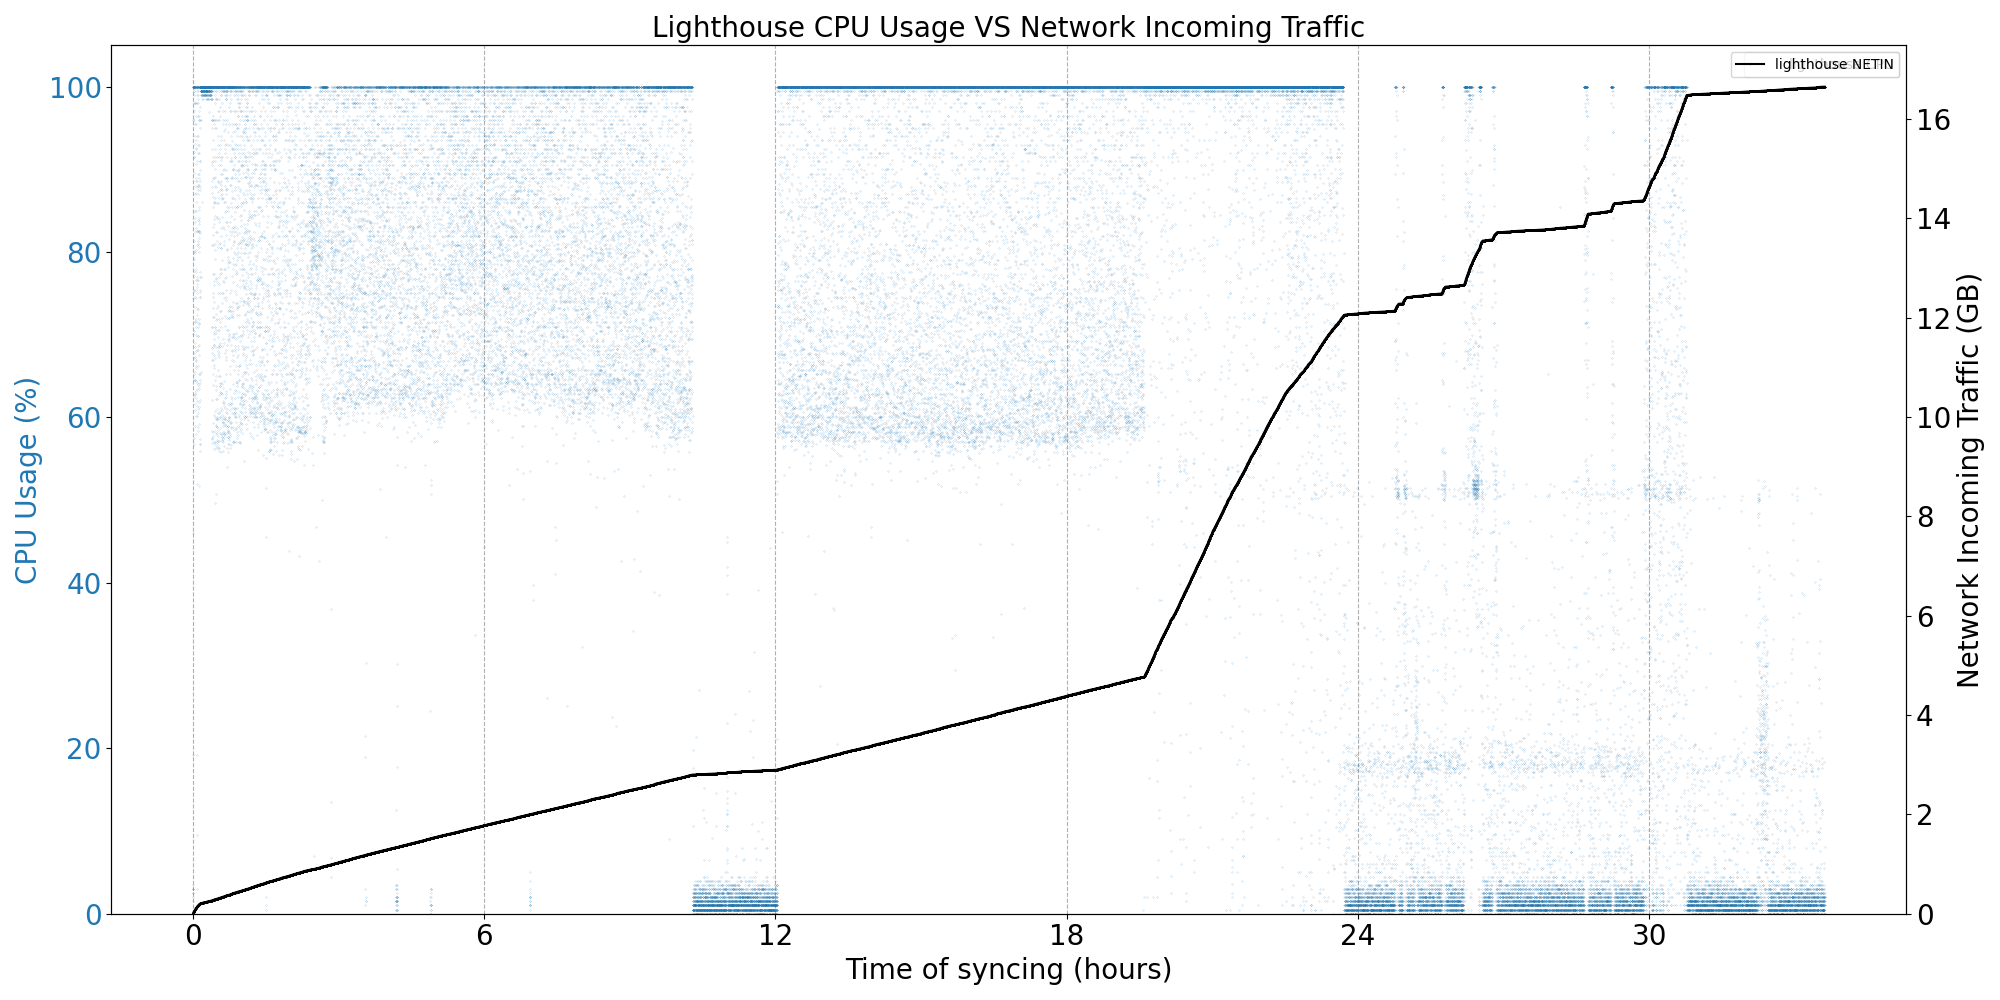 Lighthouse CPU Usage VS Network Incoming Traffic
lighthouse NETIN
100
80
60
40
20
0
CPU Usage (%)
16
14
12
10
8
6
4
2
0
Network Incoming Traffic (GB)
0 6 12 18 24 30
Time of syncing (hours)